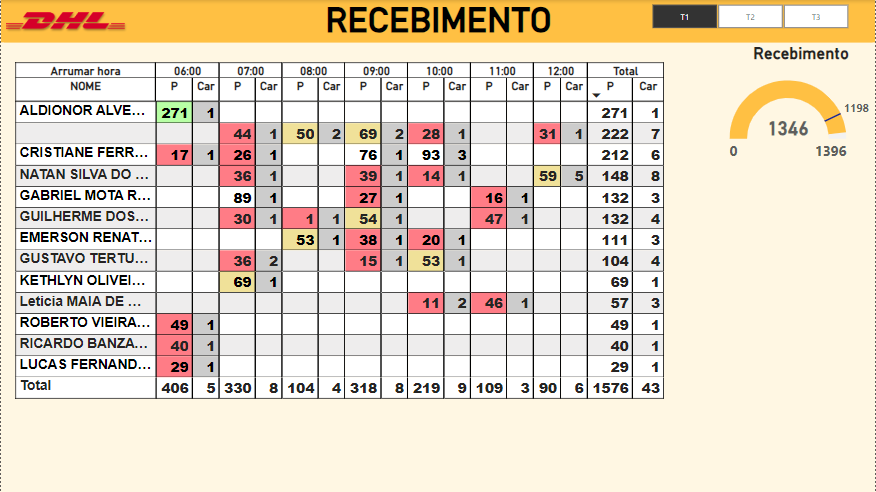 DHL
RECEBIMENTO
T1 T2 T3
Recebimento
1198
1346
0 1396
Arrumar hora 06:00 07:00 08:00 09:00 10:00 11:00 12:00 Total
NOME P Car P Car P Car P Car P Car P Car P Car P Car
ALDIONOR ALVE... 271 1 271 1
44 1 50 2 69 2 28 1 31 1 222 7
CRISTIANE FERR... 17 1 26 1 76 1 93 3 212 6
NATAN SILVA DO ... 36 1 39 1 14 1 59 5 148 8
GABRIEL MOTA R... 89 1 27 1 16 1 132 3
GUILHERME DOS... 30 1 1 1 54 1 47 1 132 4
EMERSON RENAT... 53 1 38 1 20 1 111 3
GUSTAVO TERTU... 36 2 15 1 53 1 104 4
KETHLYN OLIVEI... 69 1 69 1
Letícia MAIA DE ... 11 2 46 1 57 3
ROBERTO VIEIRA... 49 1 49 1
RICARDO BANZA... 40 1 40 1
LUCAS FERNAND... 29 1 29 1
Total 406 5 330 8 104 4 318 8 219 9 109 3 90 6 1576 43